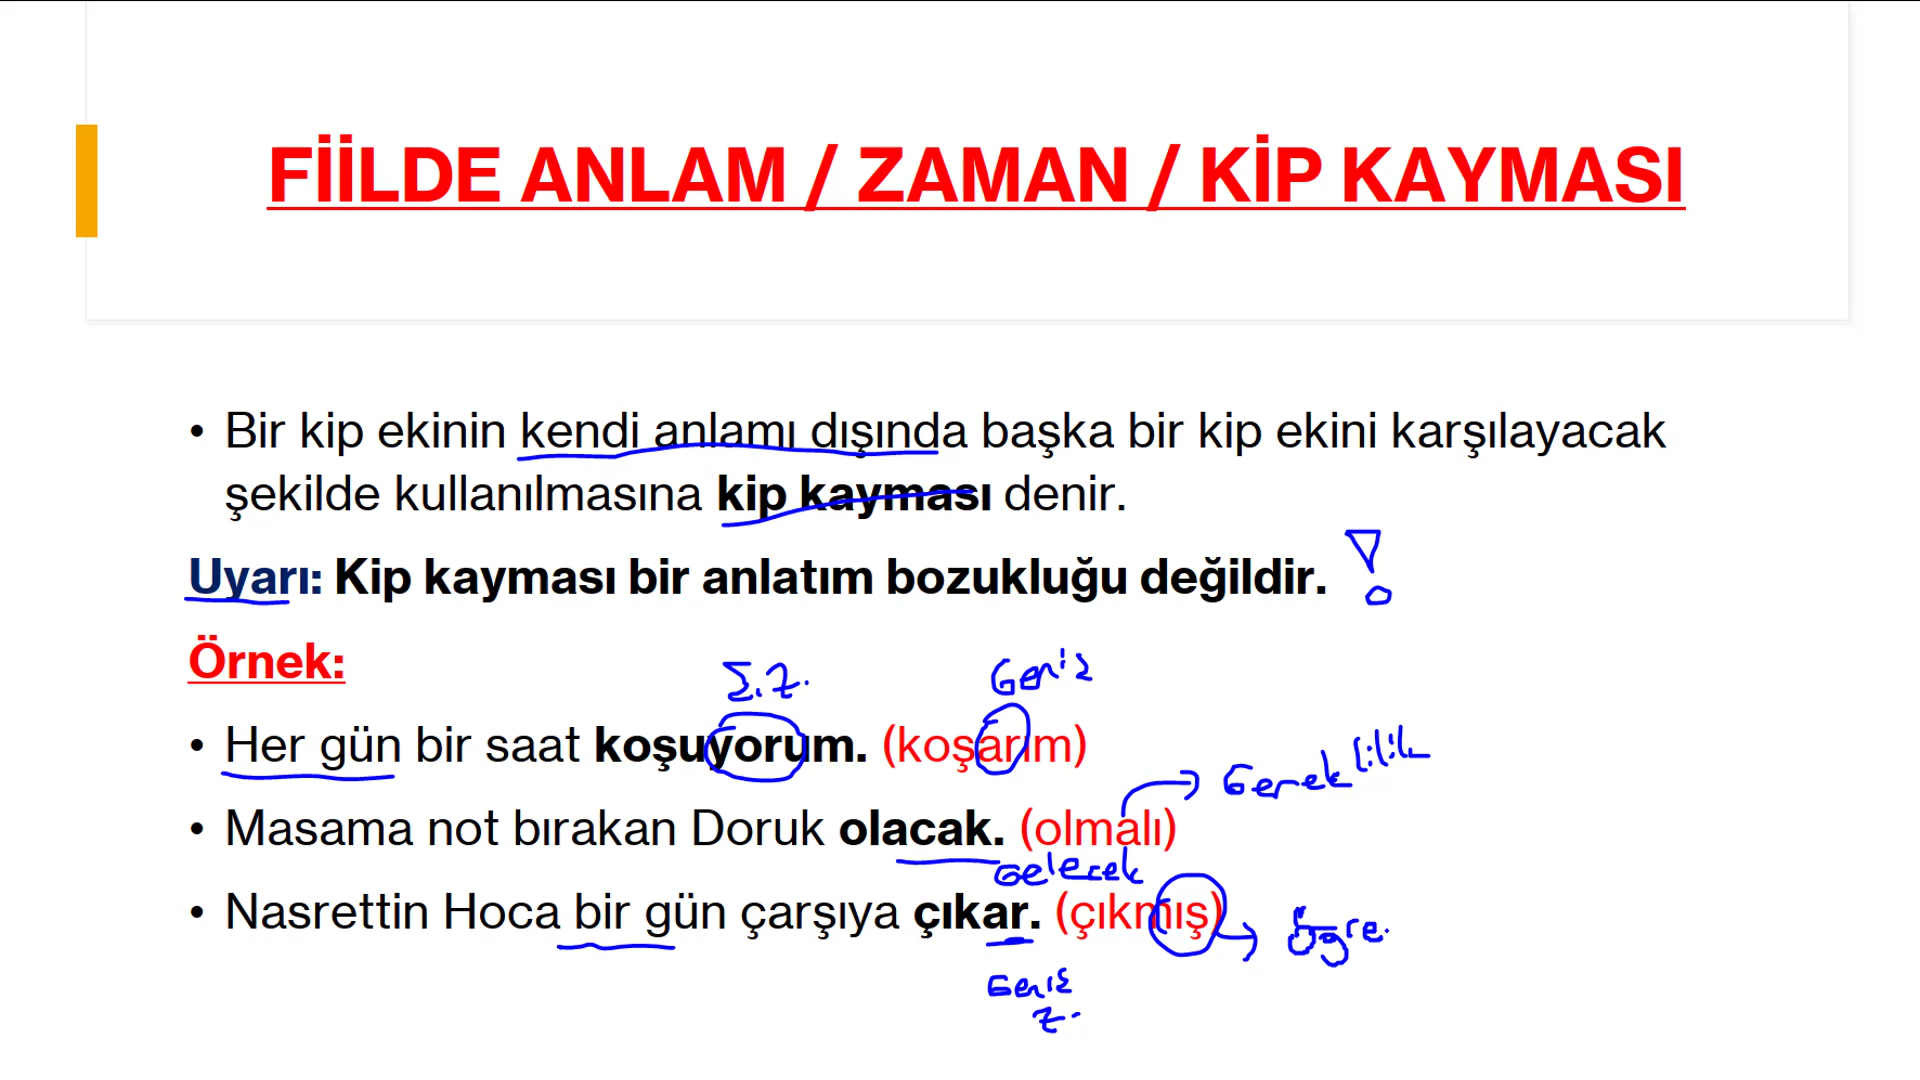 FİİLDE ANLAM / ZAMAN / KİP KAYMASI
• Bir kip ekinin kendi anlamı dışında başka bir kip ekini karşılayacak
şekilde kullanılmasına kip kayması denir.
Uyarı: Kip kayması bir anlatım bozukluğu değildir. !
Örnek:
Ş.Z. Geniş
• Her gün bir saat koşuyorum. (koşarım)
Gereklilik
• Masama not bırakan Doruk olacak. (olmalı)
Gelecek
• Nasrettin Hoca bir gün çarşıya çıkar. (çıkmış)
Öğre.
Geniş
Z.